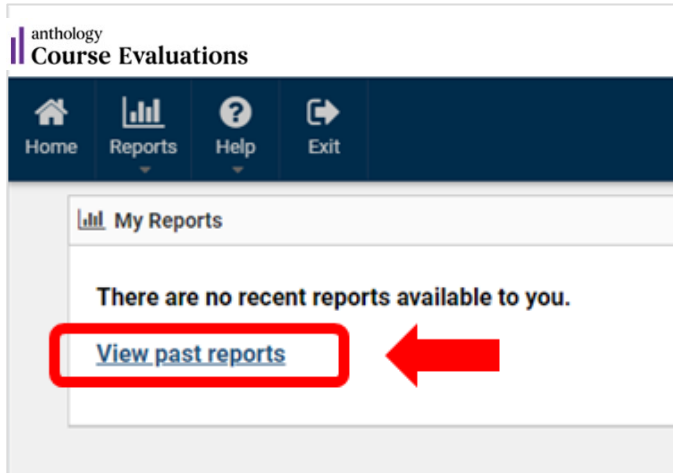 anthology
Course Evaluations
Home Reports Help Exit
My Reports
There are no recent reports available to you.
View past reports